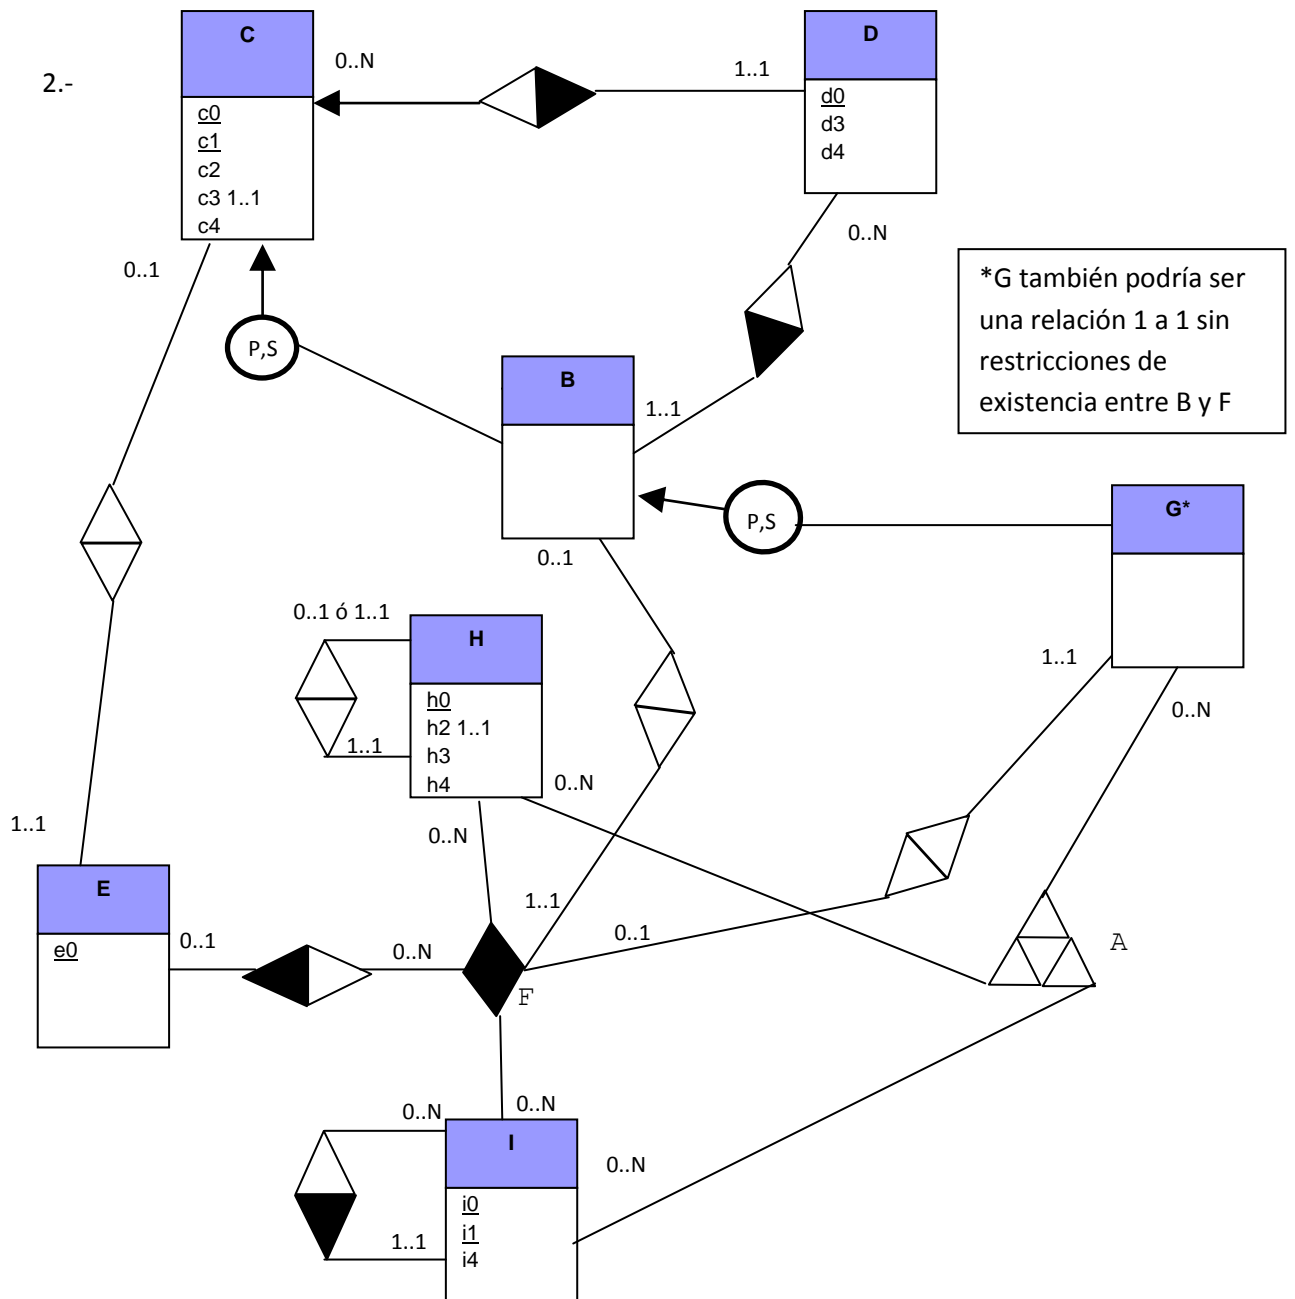 C
D
0..N
1..1
2.-
c0
c1
c2
c3 1..1
c4
d0
d3
d4
0..N
0..1
*G también podría ser
una relación 1 a 1 sin
restricciones de
existencia entre B y F
P,S
B
1..1
G*
P,S
0..1
0..1 ó 1..1
H
1..1
h0
h2 1..1
h3
h4
0..N
1..1
0..N
0..N
1..1
E
1..1
e0
0..1
0..N
0..1
A
F
0..N
0..N
I
0..N
i0
i1
i4
1..1